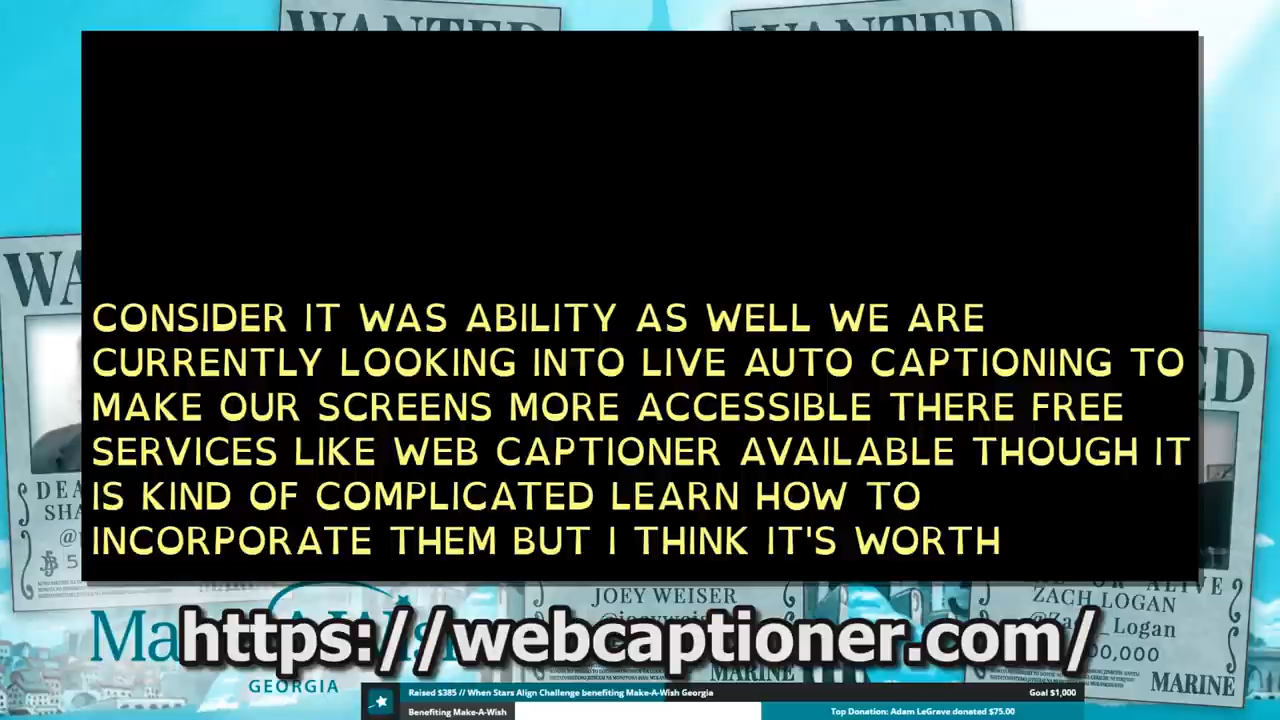 WANTED
WANTED
CONSIDER IT WAS ABILITY AS WELL WE ARE
CURRENTLY LOOKING INTO LIVE AUTO CAPTIONING TO
MAKE OUR SCREENS MORE ACCESSIBLE THERE FREE
SERVICES LIKE WEB CAPTIONER AVAILABLE THOUGH IT
IS KIND OF COMPLICATED LEARN HOW TO
INCORPORATE THEM BUT I THINK IT'S WORTH
JOEY WEISER
ZACH LOGAN
Logan
MARINE
MARINE
https://webcaptioner.com/
GEORGIA
Raised $385 // When Stars Align Challenge benefiting Make-A-Wish Georgia
Goal $1,000
Benefiting Make-A-Wish
Top Donation: Adam LeGrave donated $75.00